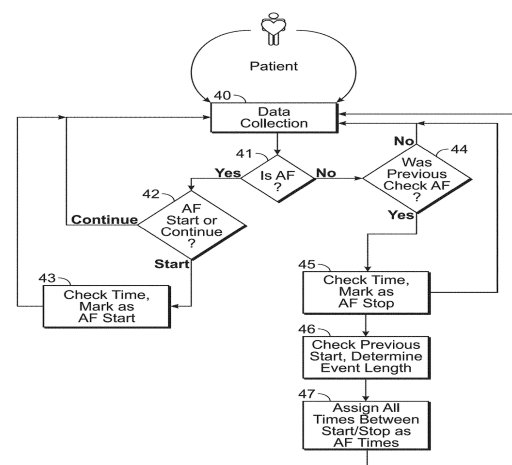 Patient
40
Data
Collection
41
Is AF
?
Yes
No
42
AF
Start or
Continue
?
Continue
Start
43
Check Time,
Mark as
AF Start
44
Was
Previous
Check AF
?
No
Yes
45
Check Time,
Mark as
AF Stop
46
Check Previous
Start, Determine
Event Length
47
Assign All
Times Between
Start/Stop as
AF Times